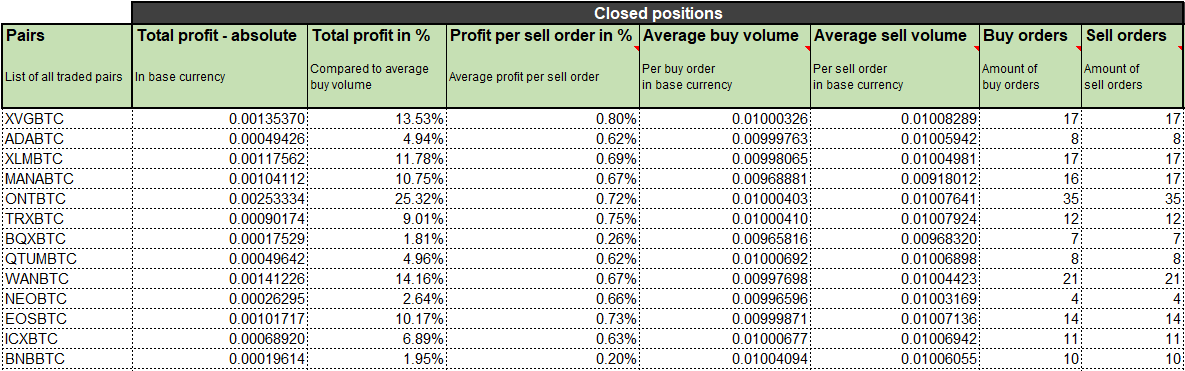 Closed positions
Pairs Total profit - absolute Total profit in % Profit per sell order in % Average buy volume Average sell volume Buy orders Sell orders
List of all traded pairs In base currency Compared to average buy volume Average profit per sell order Per buy order in base currency Per sell order in base currency Amount of buy orders Amount of sell orders
XVGBTC 0.00135370 13.53% 0.80% 0.01000326 0.01008289 17 17
ADABTC 0.00049426 4.94% 0.62% 0.00999763 0.01005942 8 8
XLMBTC 0.00117562 11.78% 0.69% 0.00998065 0.01004981 17 17
MANABTC 0.00104112 10.75% 0.67% 0.00968881 0.00918012 16 17
ONTBTC 0.00253334 25.32% 0.72% 0.01000403 0.01007641 35 35
TRXBTC 0.00090174 9.01% 0.75% 0.01000410 0.01007924 12 12
BQXBTC 0.00017529 1.81% 0.26% 0.00965816 0.00968320 7 7
QTUMBTC 0.00049642 4.96% 0.62% 0.01000692 0.01006898 8 8
WANBTC 0.00141226 14.16% 0.67% 0.00997698 0.01004423 21 21
NEOBTC 0.00026295 2.64% 0.66% 0.00996596 0.01003169 4 4
EOSBTC 0.00101717 10.17% 0.73% 0.00999871 0.01007136 14 14
ICXBTC 0.00068920 6.89% 0.63% 0.01000677 0.01006942 11 11
BNBBTC 0.00019614 1.95% 0.20% 0.01004094 0.01006055 10 10